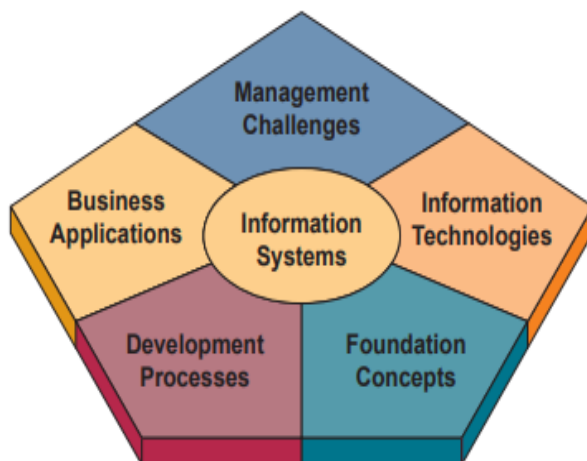 Management
Challenges
Business
Applications
Information
Systems
Information
Technologies
Development
Processes
Foundation
Concepts